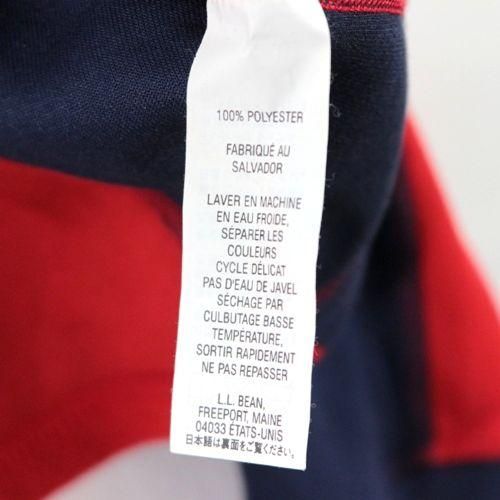 100% POLYESTER
FABRIQUÉ AU
SALVADOR
LAVER EN MACHINE
EN EAU FROIDE,
SÉPARER LES
COULEURS
CYCLE DÉLICAT
PAS D'EAU DE JAVEL
SÉCHAGE PAR
CULBUTAGE BASSE
TEMPÉRATURE,
SORTIR RAPIDEMENT
NE PAS REPASSER
L.L. BEAN,
FREEPORT, MAINE
04033 ÉTATS-UNIS
日本語は裏面をご覧ください